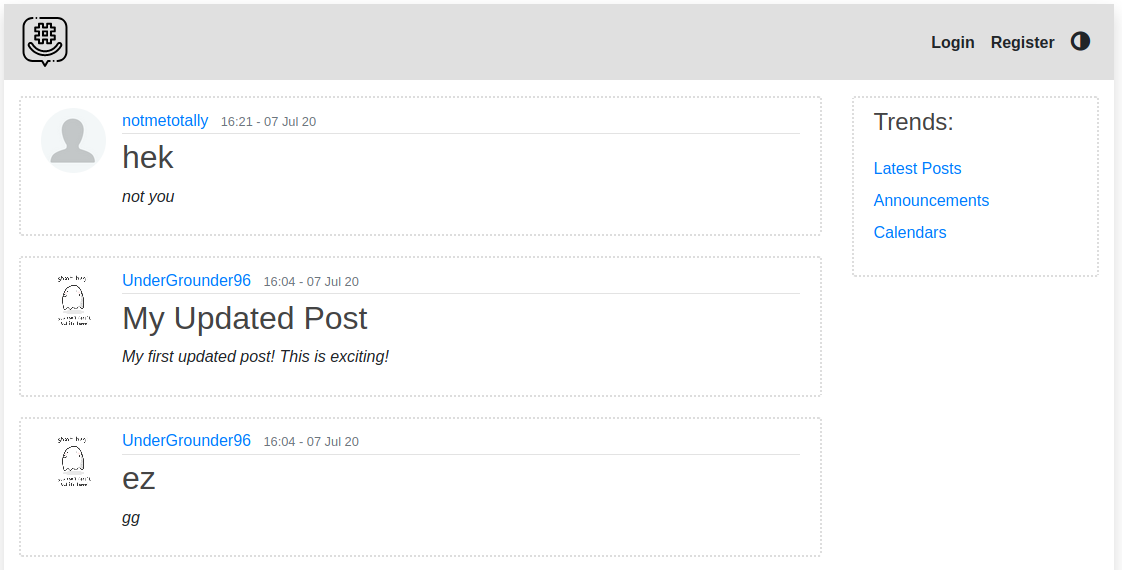 Login Register
notmetotally 16:21 - 07 Jul 20
hek
not you
Trends:
Latest Posts
Announcements
Calendars
UnderGrounder96 16:04 - 07 Jul 20
My Updated Post
My first updated post! This is exciting!
UnderGrounder96 16:04 - 07 Jul 20
ez
gg